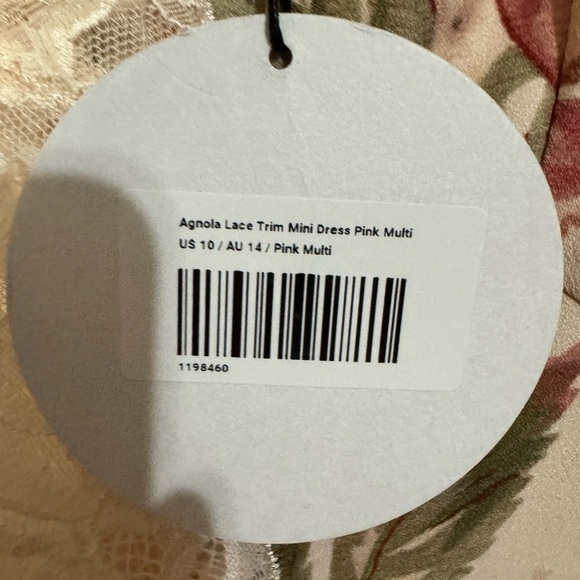 Agnola Lace Trim Mini Dress Pink Multi
US 10 / AU 14 / Pink Multi
1198460